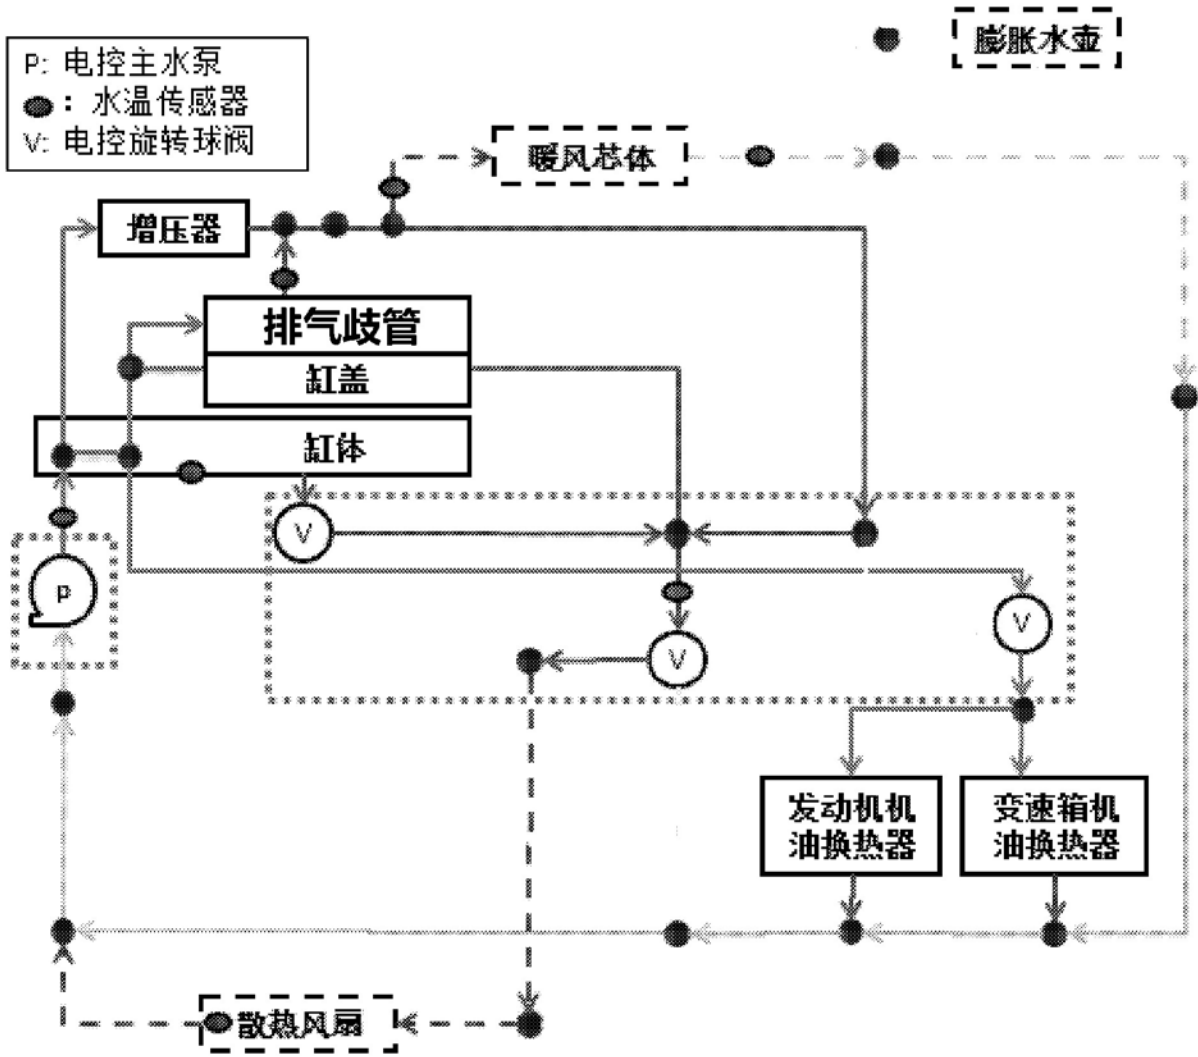 膨胀水壶
P: 电控主水泵
: 水温传感器
V: 电控旋转球阀
暖风芯体
增压器
排气歧管
缸盖
缸体
V
p
V
V
发动机机
油换热器
变速箱机
油换热器
散热风扇